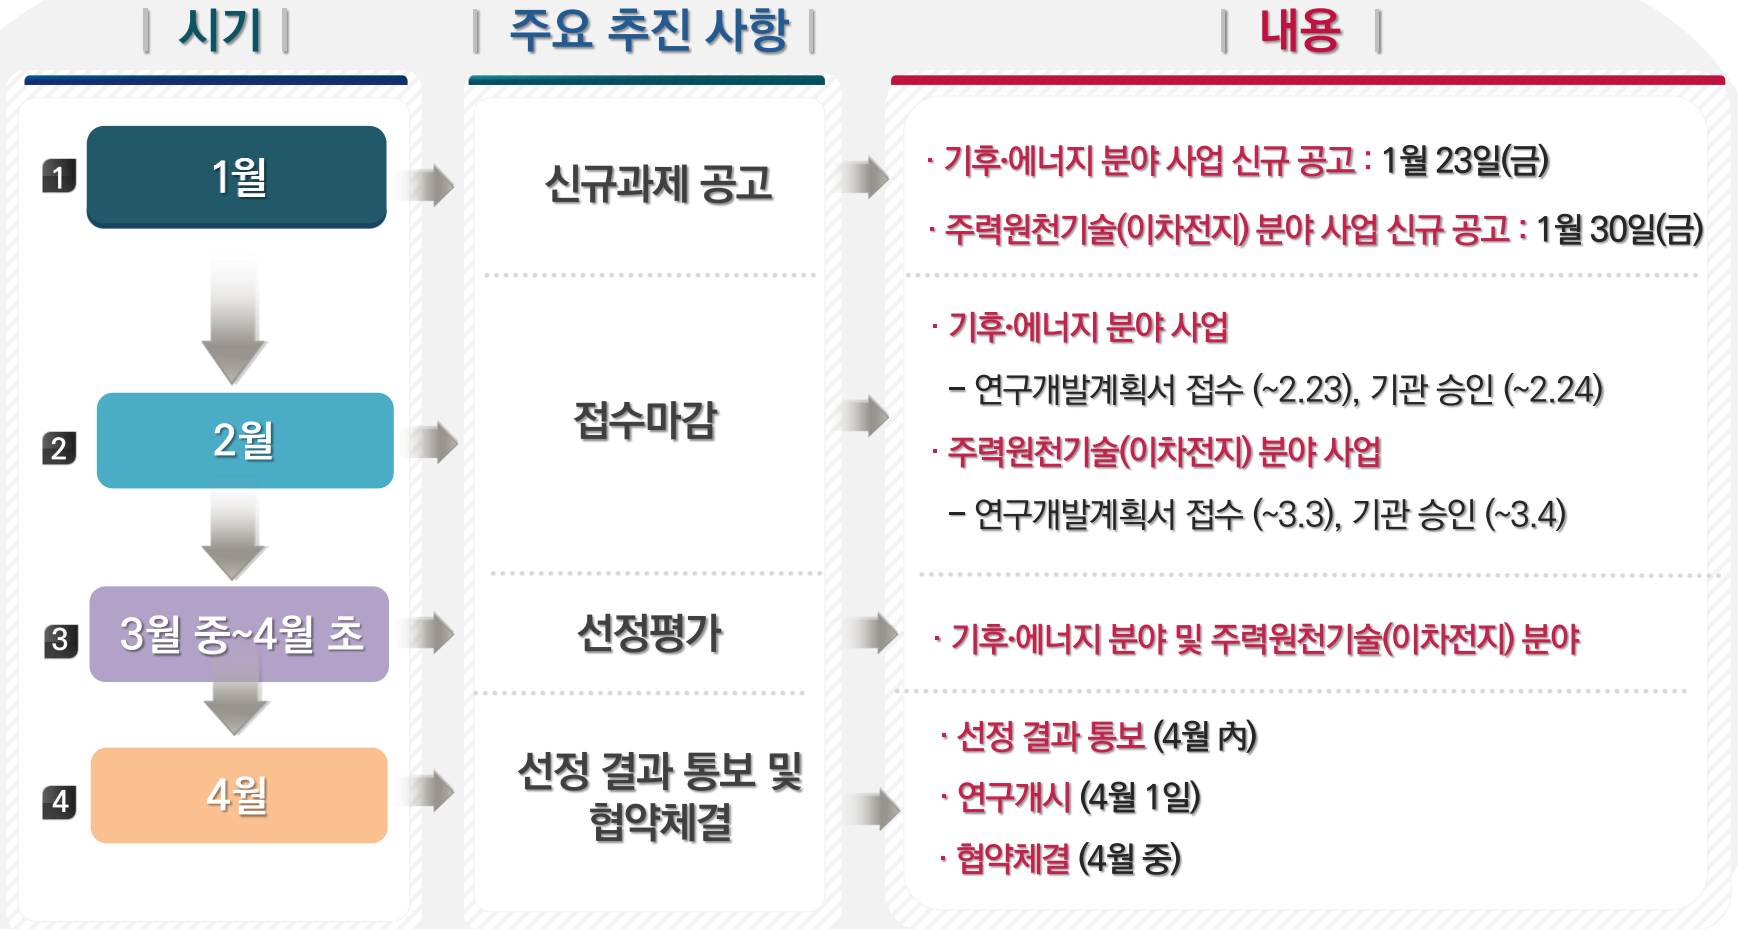 시기
주요 추진 사항
내용
1
1월
신규과제 공고
· 기후·에너지 분야 사업 신규 공고 : 1월 23일(금)
· 주력원천기술(이차전지) 분야 사업 신규 공고 : 1월 30일(금)
2
2월
접수마감
· 기후·에너지 분야 사업
– 연구개발계획서 접수 (~2.23), 기관 승인 (~2.24)
· 주력원천기술(이차전지) 분야 사업
– 연구개발계획서 접수 (~3.3), 기관 승인 (~3.4)
3
3월 중~4월 초
선정평가
· 기후·에너지 분야 및 주력원천기술(이차전지) 분야
4
4월
선정 결과 통보 및
협약체결
· 선정 결과 통보 (4월 內)
· 연구개시 (4월 1일)
· 협약체결 (4월 중)